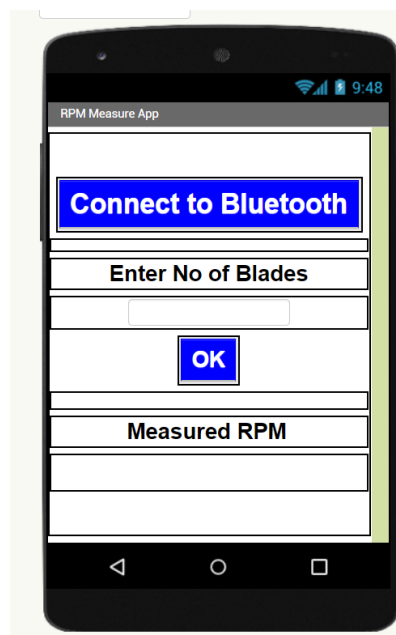 9:48
RPM Measure App
Connect to Bluetooth
Enter No of Blades
OK
Measured RPM